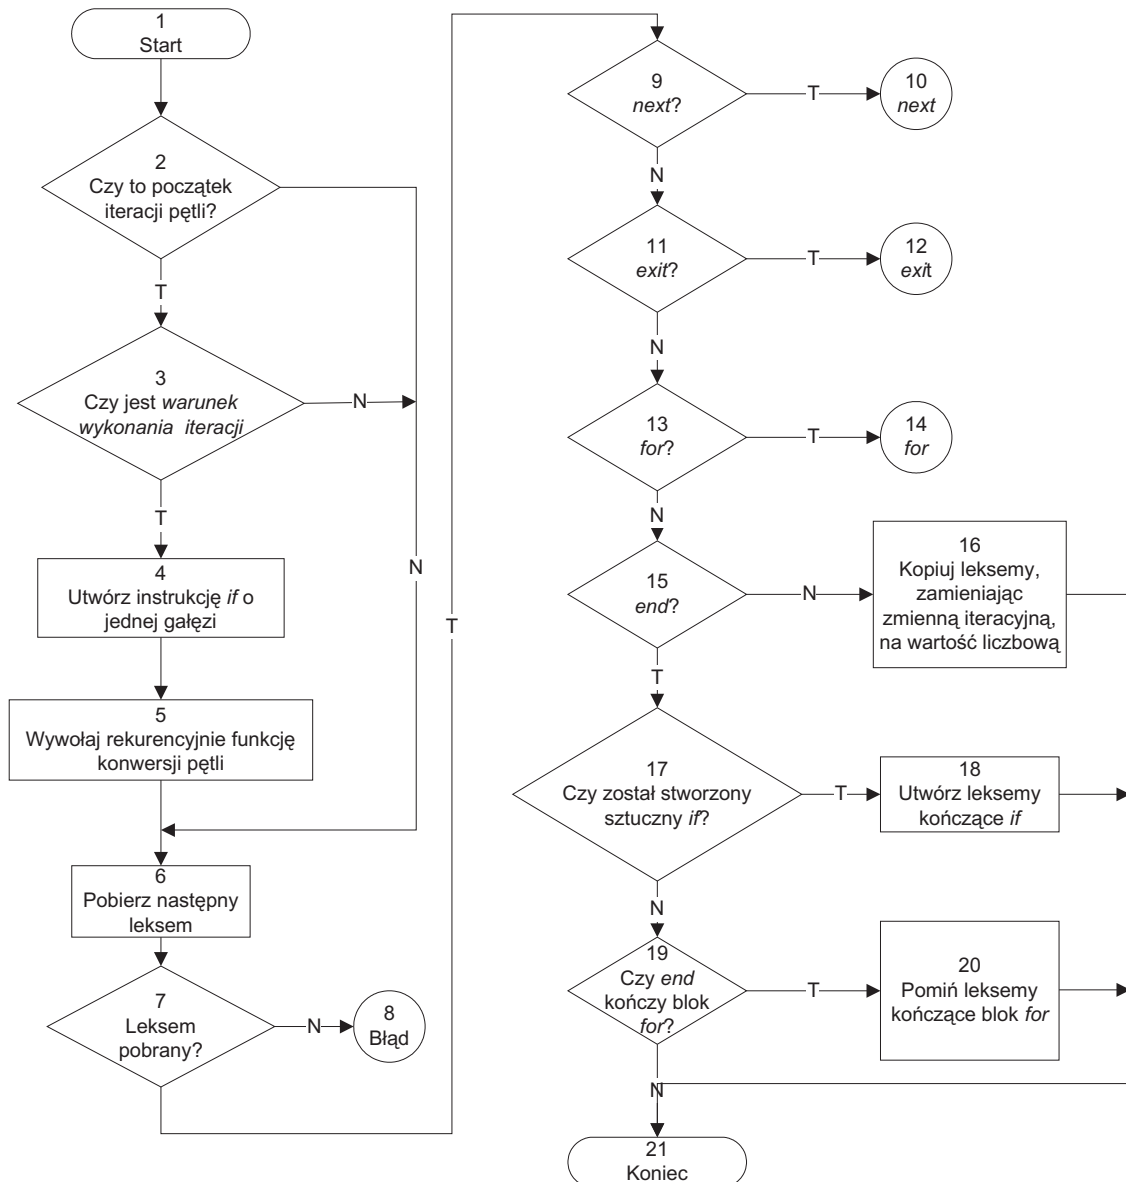 1
Start
2
Czy to początek
iteracji pętli?
T
3
Czy jest warunek
wykonania iteracji
N
T
N
4
Utwórz instrukcję if o
jednej gałęzi
5
Wywołaj rekurencyjnie funkcję
konwersji pętli
6
Pobierz następny
leksem
7
Leksem
pobrany?
N
8
Błąd
T
9
next?
T
10
next
N
11
exit?
T
12
exit
N
13
for?
T
14
for
N
15
end?
N
16
Kopiuj leksemy,
zamieniając
zmienną iteracyjną,
na wartość liczbową
T
17
Czy został stworzony
sztuczny if?
T
18
Utwórz leksemy
kończące if
N
19
Czy end
kończy blok
for?
T
20
Pomiń leksemy
kończące blok for
N
21
Koniec